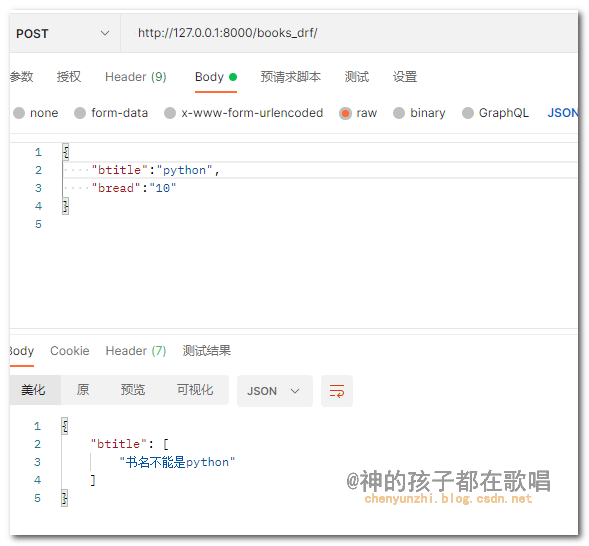 POST http://127.0.0.1:8000/books_drf/
参数 授权 Header (9) Body 预请求脚本 测试 设置
none form-data x-www-form-urlencoded raw binary GraphQL JSON
1 {
2 "btitle":"python",
3 "bread":"10"
4 }
5
Body Cookie Header (7) 测试结果
美化 原 预览 可视化 JSON
1 {
2 "btitle": [
3 "书名不能是python"
4 ]
5 }
@神的孩子都在歌唱
chenyunzhi.blog.csdn.net